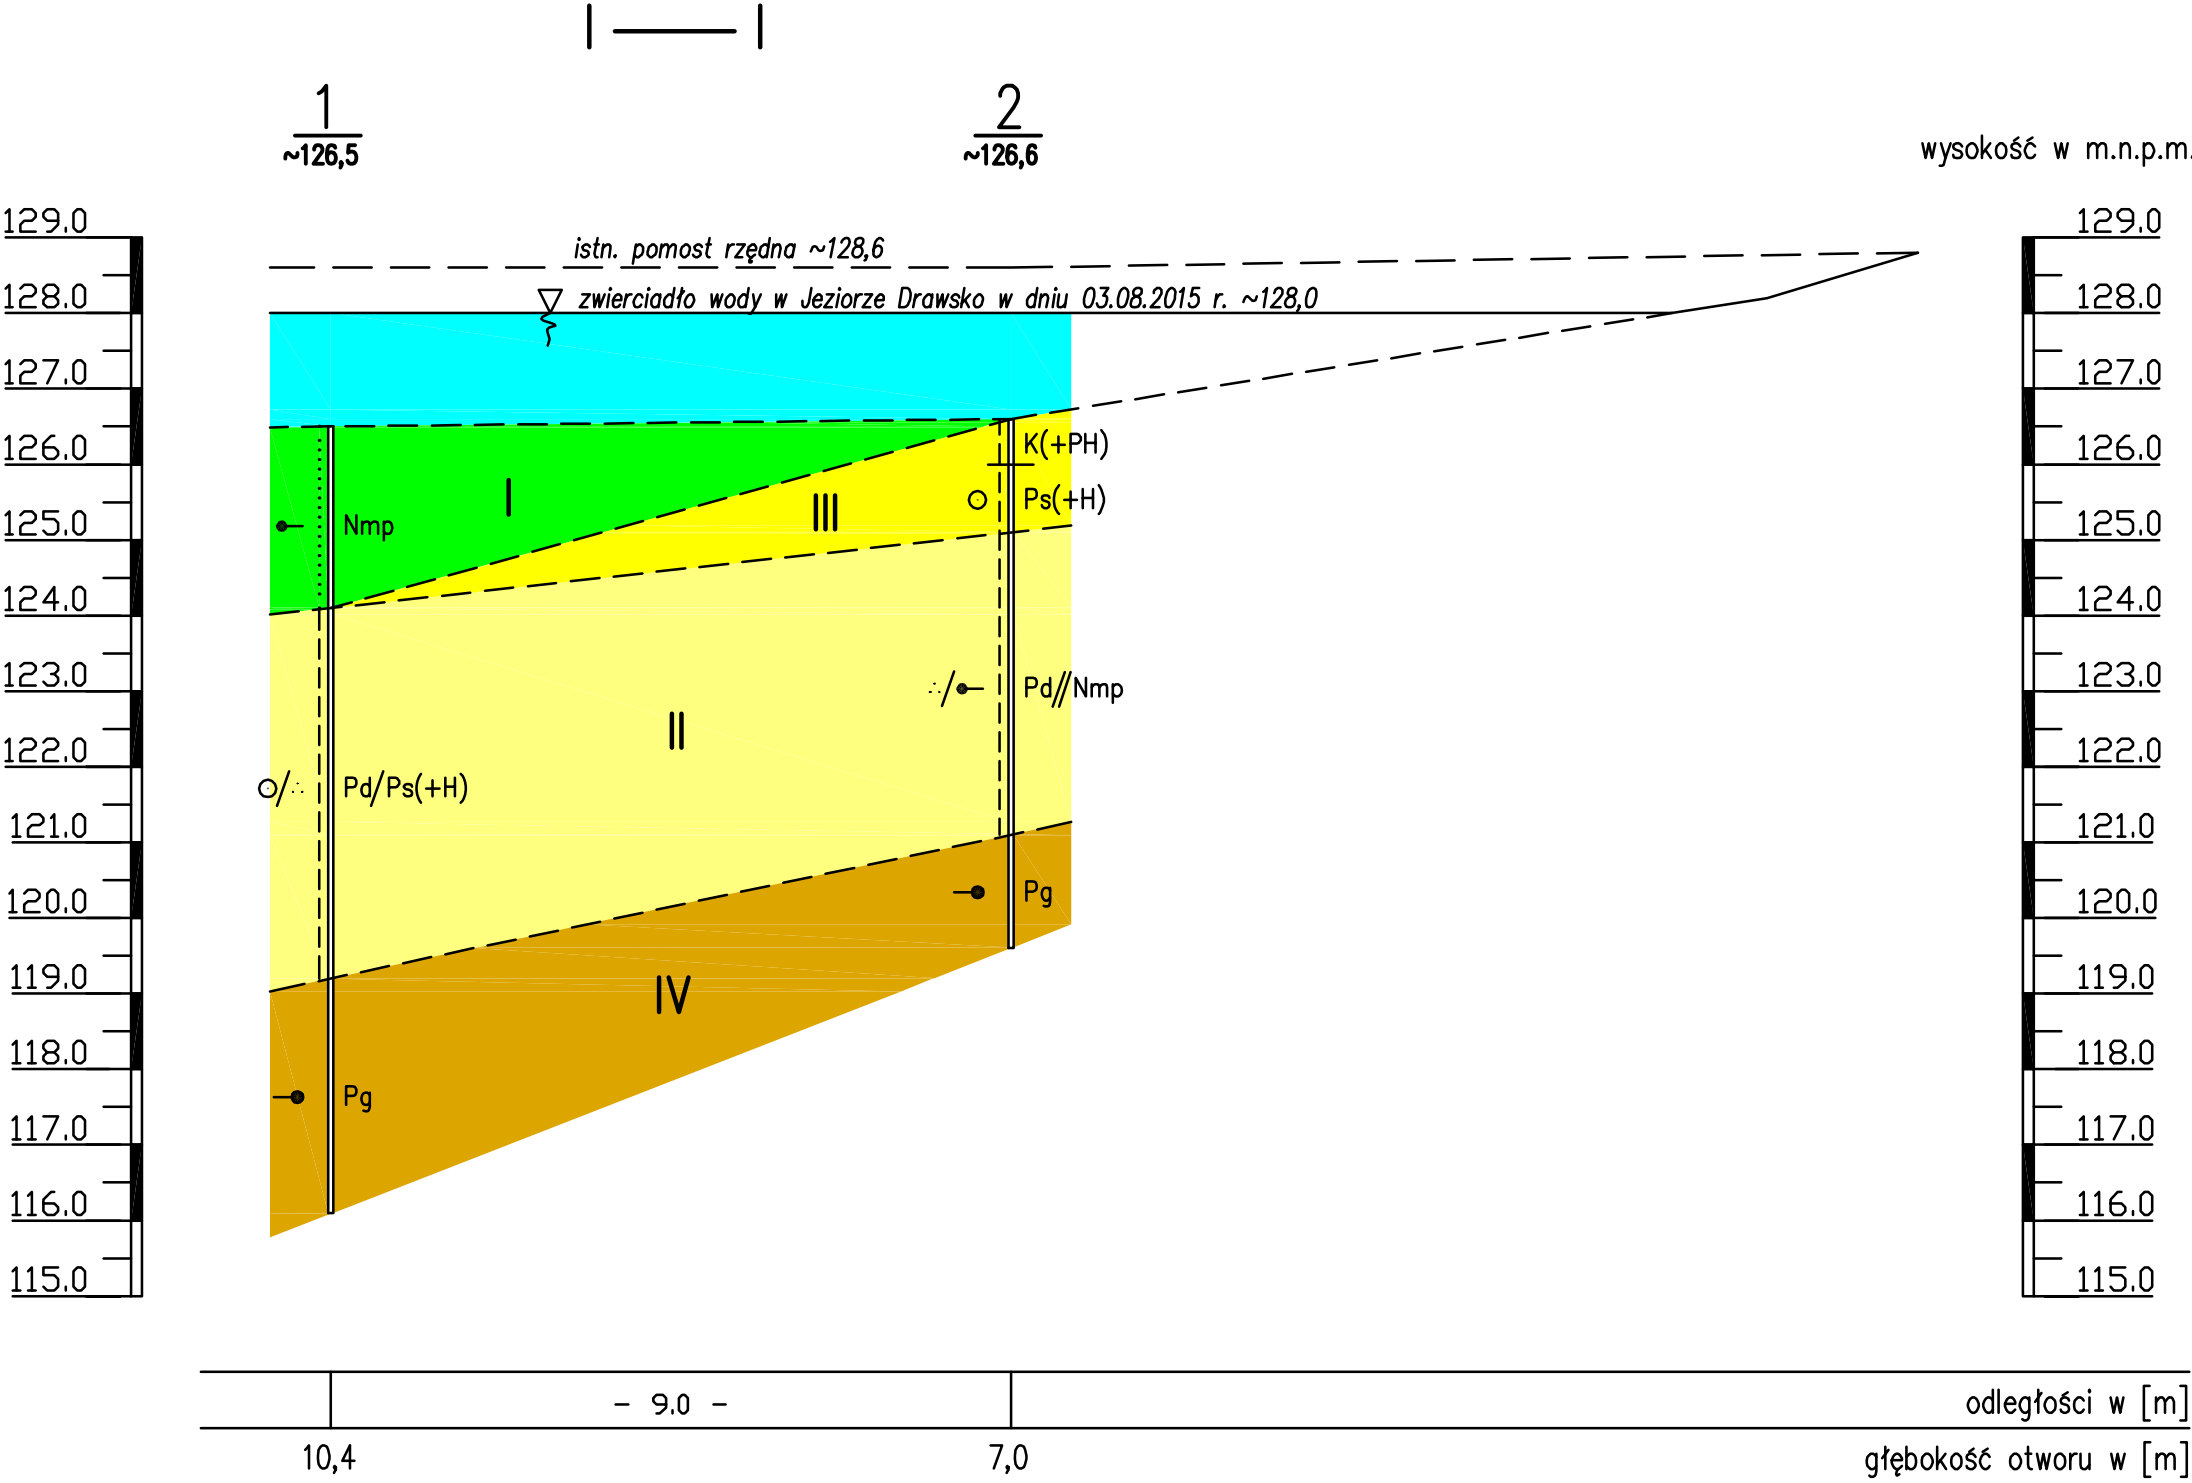 I — I
1
~126,5
2
~126,6
wysokość w m.n.p.m.
129.0
128.0
127.0
126.0
125.0
124.0
123.0
122.0
121.0
120.0
119.0
118.0
117.0
116.0
115.0
istn. pomost rzędna ~128,6
zwierciadło wody w Jeziorze Drawsko w dniu 03.08.2015 r. ~128,0
K(+PH)
Ps(+H)
I
III
Nmp
Pd//Nmp
II
Pd/Ps(+H)
Pg
IV
Pg
129.0
128.0
127.0
126.0
125.0
124.0
123.0
122.0
121.0
120.0
119.0
118.0
117.0
116.0
115.0
- 9.0 - odległości w [m]
10,4 7,0 głębokość otworu w [m]